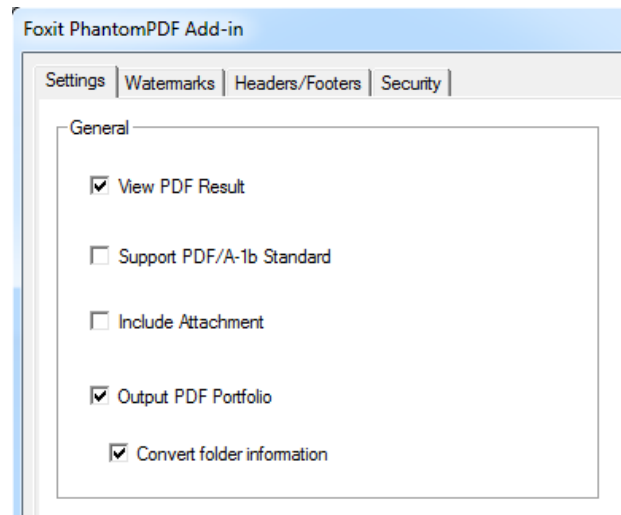 Foxit PhantomPDF Add-in
Settings Watermarks Headers/Footers Security
General
View PDF Result
Support PDF/A-1b Standard
Include Attachment
Output PDF Portfolio
Convert folder information